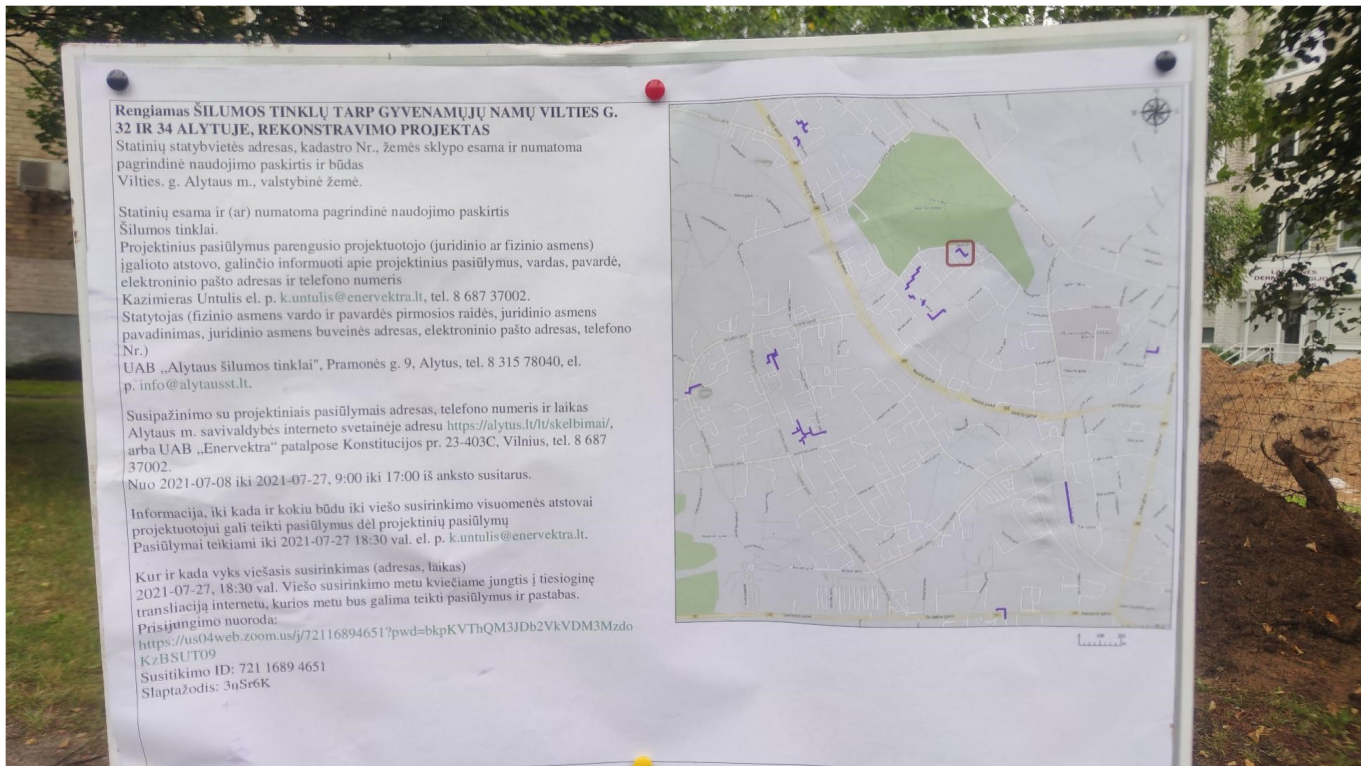 Rengiamas ŠILUMOS TINKLŲ TARP GYVENAMŲJŲ NAMŲ VILTIES G.
32 IR 34 ALYTUJE, REKONSTRAVIMO PROJEKTAS
Statinių statybvietės adresas, kadastro Nr., žemės sklypo esama ir numatoma
pagrindinė naudojimo paskirtis ir būdas
Vilties. g. Alytaus m., valstybinė žemė.
Statinių esama ir (ar) numatoma pagrindinė naudojimo paskirtis
Šilumos tinklai.
Projektinius pasiūlymus parengusio projektuotojo (juridinio ar fizinio asmens)
įgalioto atstovo, galinčio informuoti apie projektinius pasiūlymus, vardas, pavardė,
elektroninio pašto adresas ir telefono numeris
Kazimieras Untulis el. p. k.untulis@enervektra.lt, tel. 8 687 37002.
Statytojas (fizinio asmens vardo ir pavardės pirmosios raidės, juridinio asmens
pavadinimas, juridinio asmens buveinės adresas, elektroninio pašto adresas, telefono
Nr.)
UAB „Alytaus šilumos tinklai", Pramonės g. 9, Alytus, tel. 8 315 78040, el.
p. info@alytausst.lt.
Susipažinimo su projektiniais pasiūlymais adresas, telefono numeris ir laikas
Alytaus m. savivaldybės interneto svetainėje adresu https://alytus.lt/lt/skelbimai/,
arba UAB „Enervektra" patalpose Konstitucijos pr. 23-403C, Vilnius, tel. 8 687
37002.
Nuo 2021-07-08 iki 2021-07-27, 9:00 iki 17:00 iš anksto susitarus.
Informacija, iki kada ir kokiu būdu iki viešo susirinkimo visuomenės atstovai
projektuotojui gali teikti pasiūlymus dėl projektinių pasiūlymų
Pasiūlymai teikiami iki 2021-07-27 18:30 val. el. p. k.untulis@enervektra.lt.
Kur ir kada vyks viešasis susirinkimas (adresas, laikas)
2021-07-27, 18:30 val. Viešo susirinkimo metu kviečiame jungtis į tiesioginę
transliaciją internetu, kurios metu bus galima teikti pasiūlymus ir pastabas.
Prisijungimo nuoroda:
https://us04web.zoom.us/j/72116894651?pwd=bkpKVThQM3JDb2VkVDM3Mzdo
KzBSUT09
Susitikimo ID: 721 1689 4651
Slaptažodis: 3nSr6K